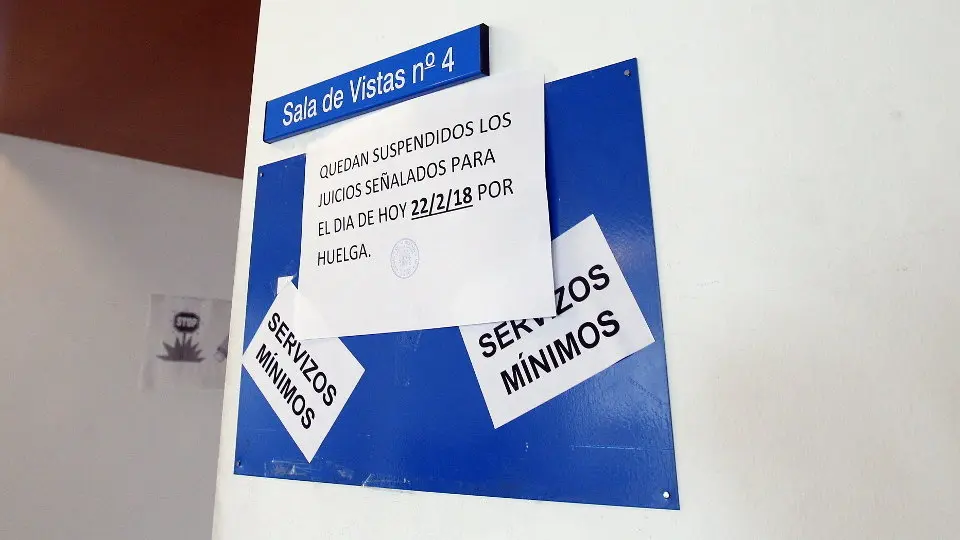 Sala de Vistas nº 4
QUEDAN SUSPENDIDOS LOS
JUICIOS SEÑALADOS PARA
EL DIA DE HOY 22/2/18 POR
HUELGA.
SERVIZOS
MÍNIMOS
SERVIZOS
MÍNIMOS
STOP